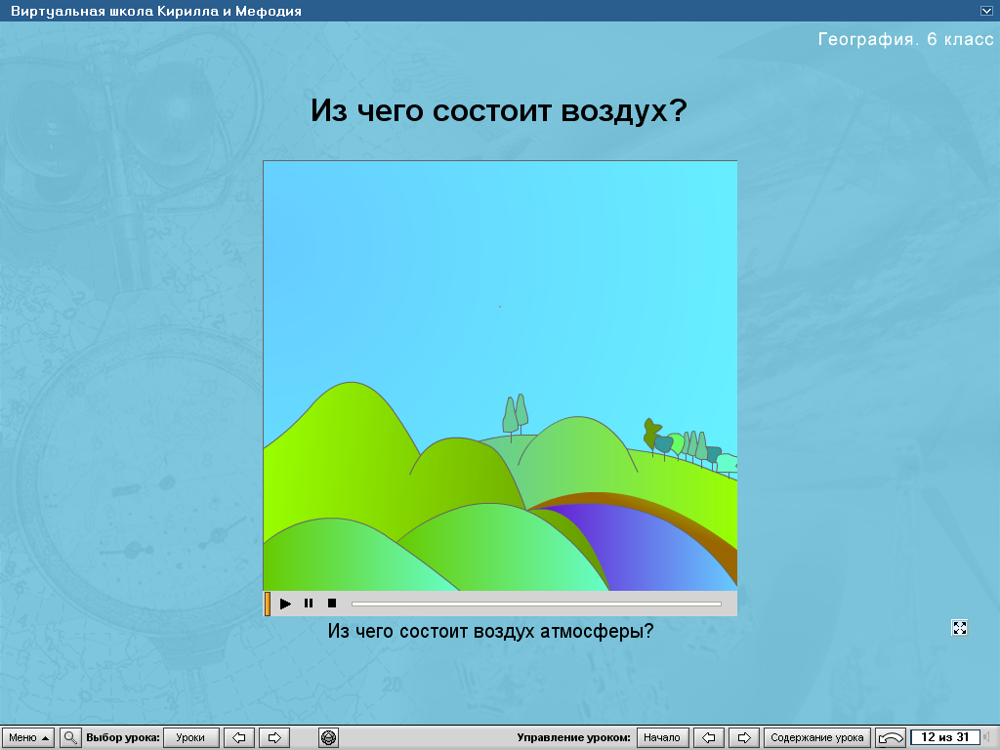 Виртуальная школа Кирилла и Мефодия
География. 6 класс
Из чего состоит воздух?
Из чего состоит воздух атмосферы?
Меню Выбор урока: Уроки Управление уроком: Начало Содержание урока 12 из 31